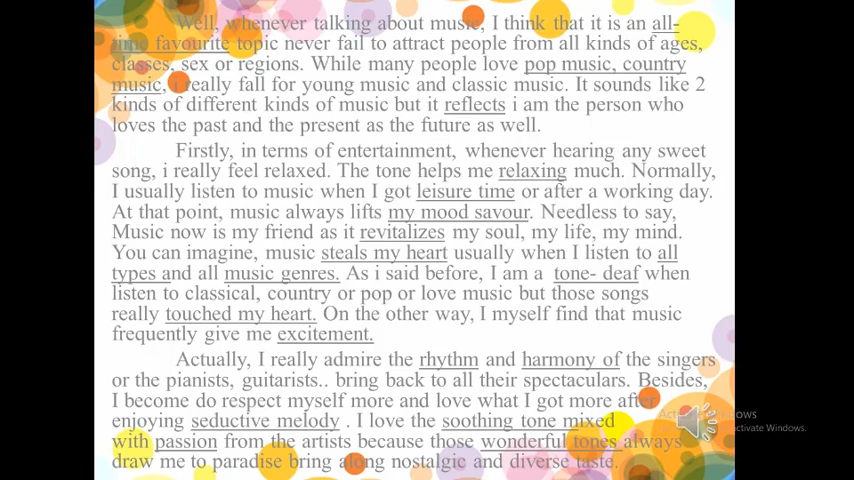 Well, whenever talking about music, I think that it is an all-
time favourite topic never fail to attract people from all kinds of ages,
classes, sex or regions. While many people love pop music, country
music, i really fall for young music and classic music. It sounds like 2
kinds of different kinds of music but it reflects i am the person who
loves the past and the present as the future as well.
Firstly, in terms of entertainment, whenever hearing any sweet
song, i really feel relaxed. The tone helps me relaxing much. Normally,
I usually listen to music when I got leisure time or after a working day.
At that point, music always lifts my mood savour. Needless to say,
Music now is my friend as it revitalizes my soul, my life, my mind.
You can imagine, music steals my heart usually when I listen to all
types and all music genres. As i said before, I am a tone- deaf when
listen to classical, country or pop or love music but those songs
really touched my heart. On the other way, I myself find that music
frequently give me excitement.
Actually, I really admire the rhythm and harmony of the singers
or the pianists, guitarists.. bring back to all their spectaculars. Besides,
I become do respect myself more and love what I got more after
enjoying seductive melody . I love the soothing tone mixed
with passion from the artists because those wonderful tones always
draw me to paradise bring along nostalgic and diverse taste.